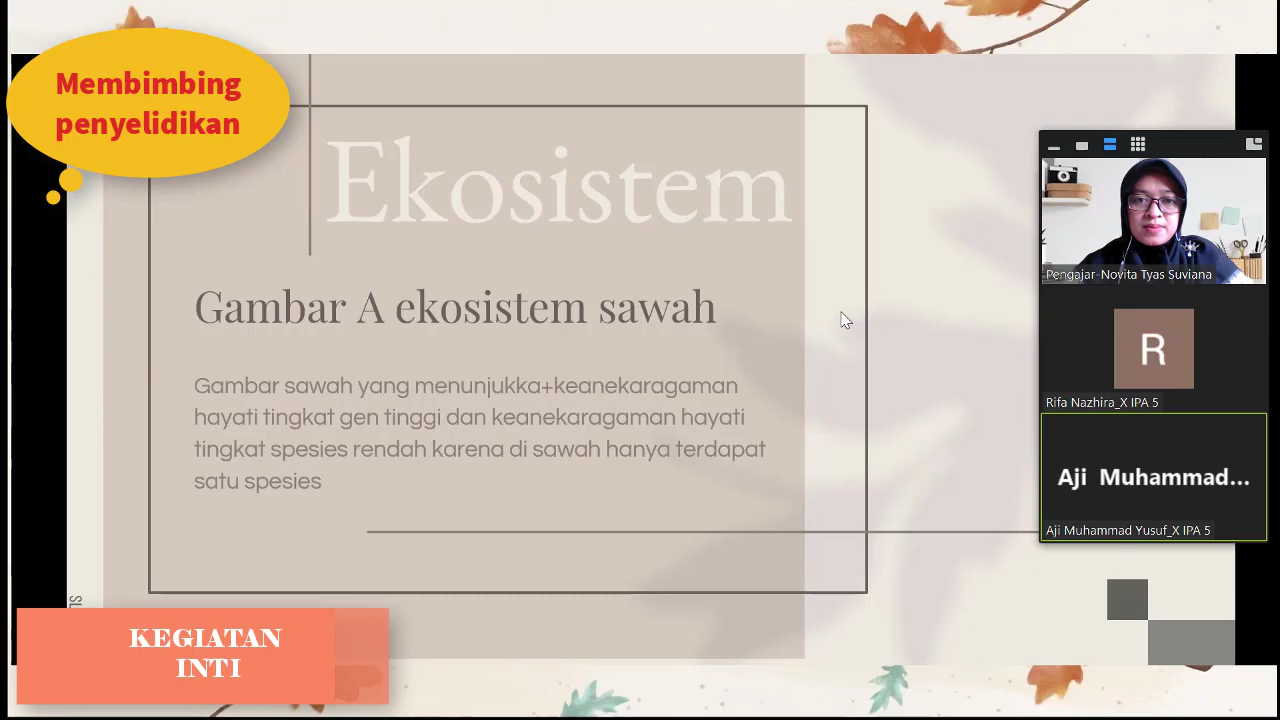 Membimbing
penyelidikan
Ekosistem
Gambar A ekosistem sawah
Gambar sawah yang menunjukka+keanekaragaman
hayati tingkat gen tinggi dan keanekaragaman hayati
tingkat spesies rendah karena di sawah hanya terdapat
satu spesies
Pengajar-Novita Tyas Suviana
R
Rifa Nazhira_X IPA 5
Aji Muhammad...
Aji Muhammad Yusuf_X IPA 5
KEGIATAN
INTI